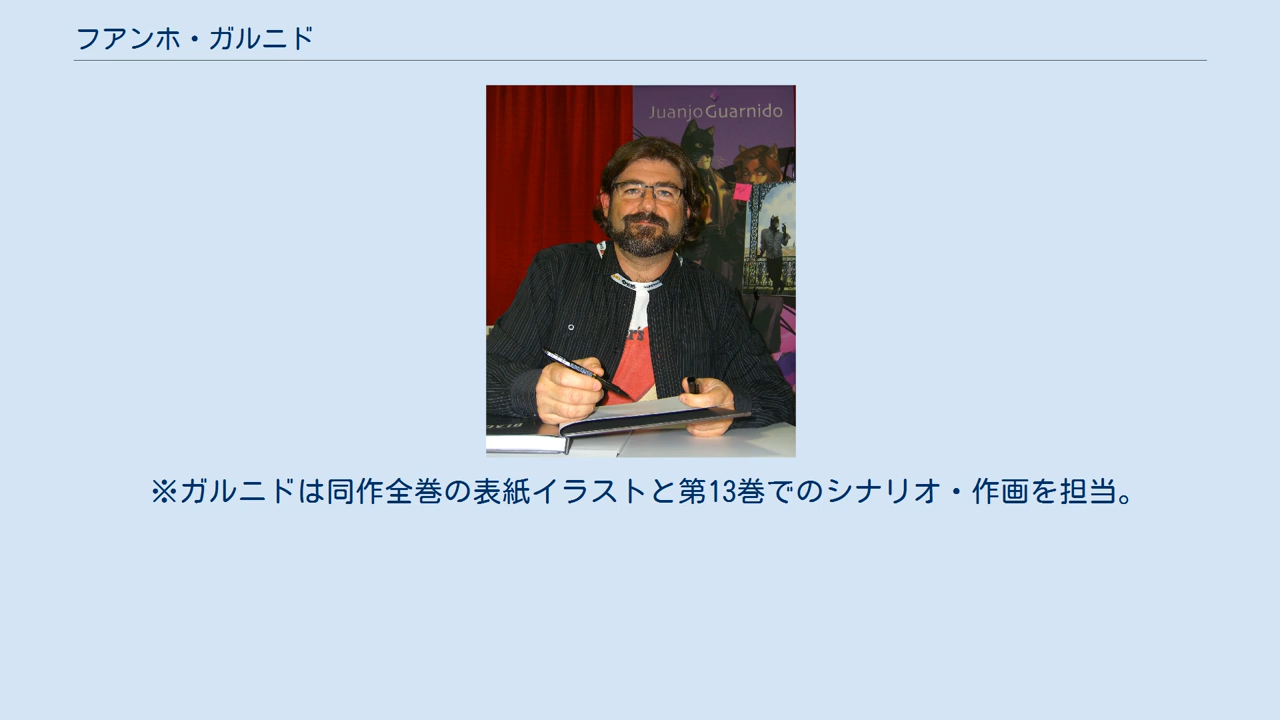 フアンホ・ガルニド
Juanjo Guarnido
※ガルニドは同作全巻の表紙イラストと第13巻でのシナリオ・作画を担当。